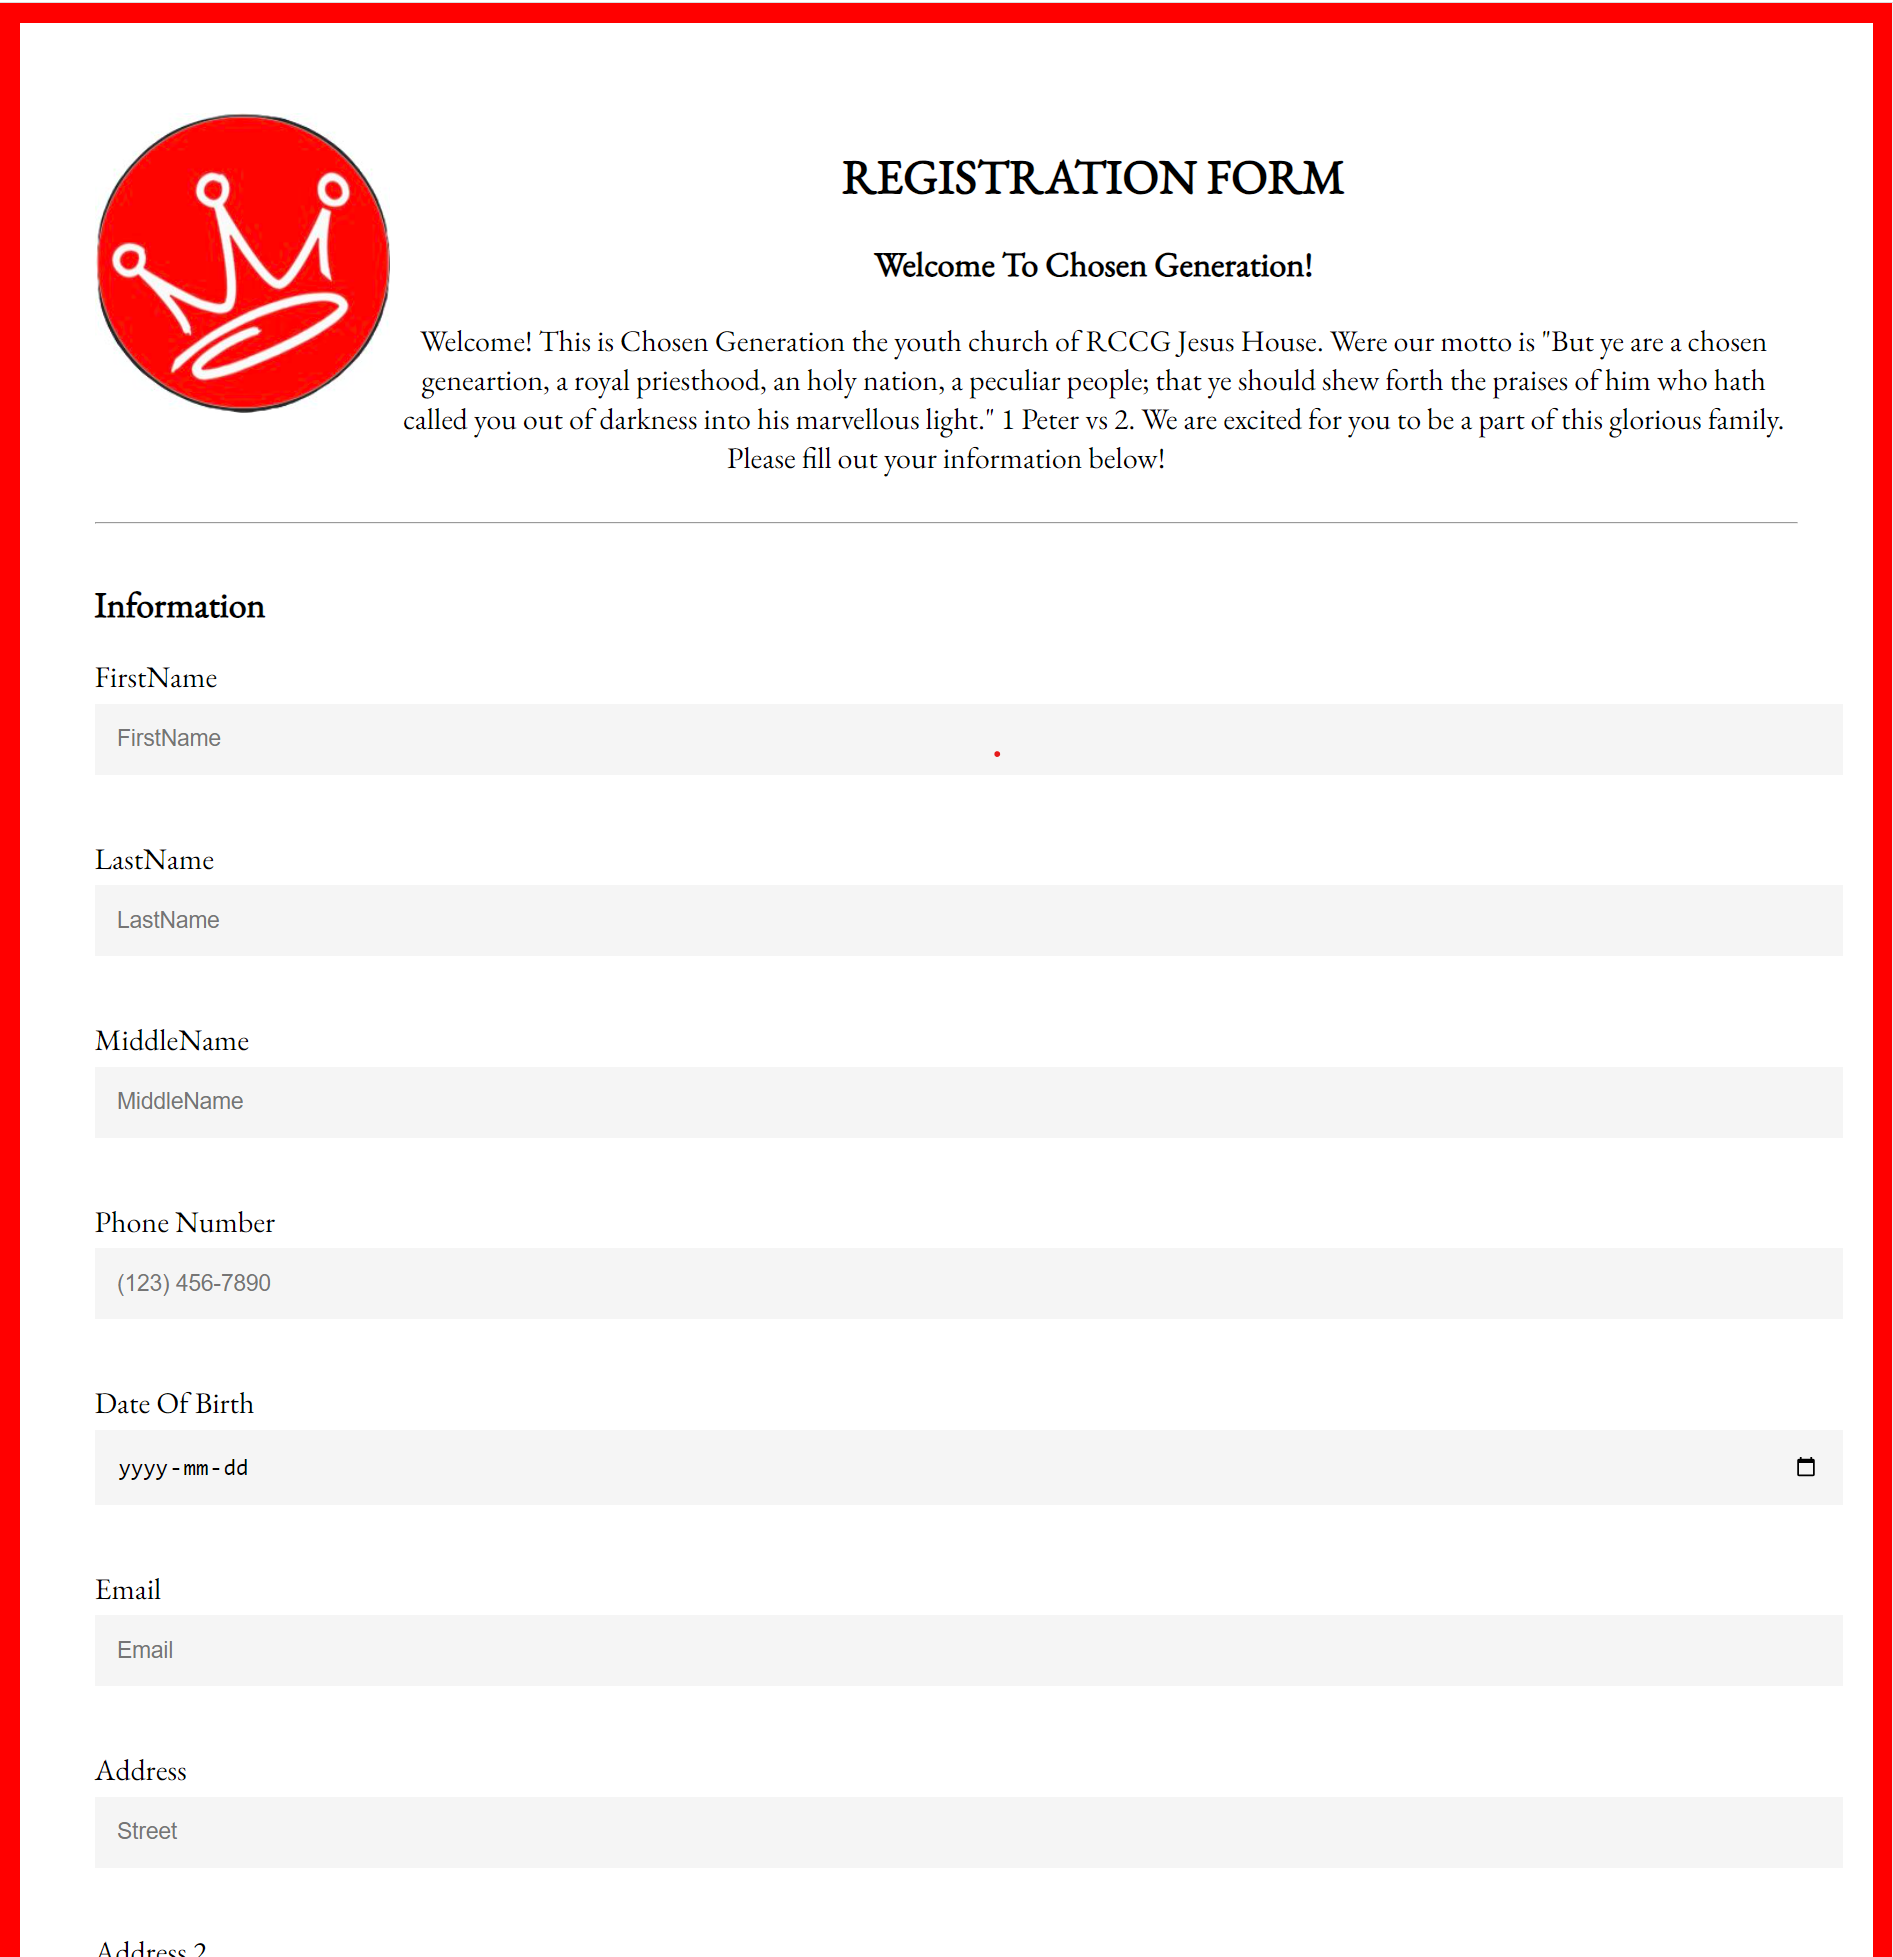 REGISTRATION FORM
Welcome To Chosen Generation!
Welcome! This is Chosen Generation the youth church of RCCG Jesus House. Were our motto is "But ye are a chosen
geneartion, a royal priesthood, an holy nation, a peculiar people; that ye should shew forth the praises of him who hath
called you out of darkness into his marvellous light." 1 Peter vs 2. We are excited for you to be a part of this glorious family.
Please fill out your information below!
Information
FirstName
FirstName
LastName
LastName
MiddleName
MiddleName
Phone Number
(123) 456-7890
Date Of Birth
yyyy-mm-dd
Email
Email
Address
Street
Address 2